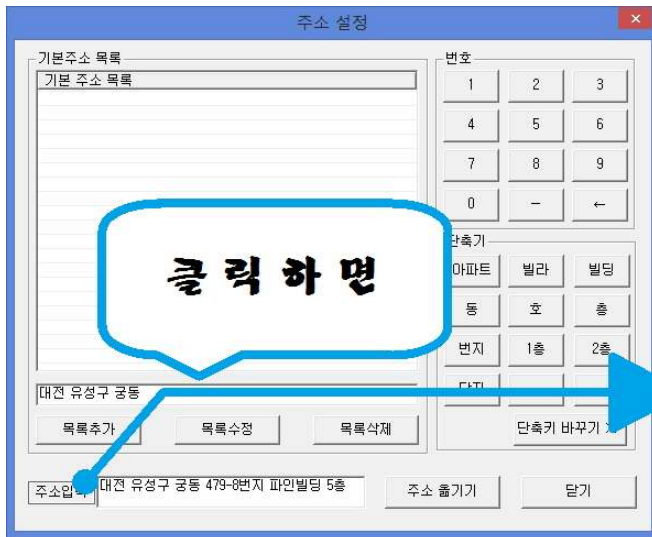 주소 설정
기본주소 목록
기본 주소 목록
번호
1 2 3
4 5 6
7 8 9
0 - ←
단축기
아파트 빌라 빌딩
동 호 층
번지 1층 2층
단지
클릭하면
대전 유성구 궁동
목록추가 목록수정 목록삭제
단축키 바꾸기
주소입력 대전 유성구 궁동 479-8번지 파인빌딩 5층
주소 옮기기 닫기